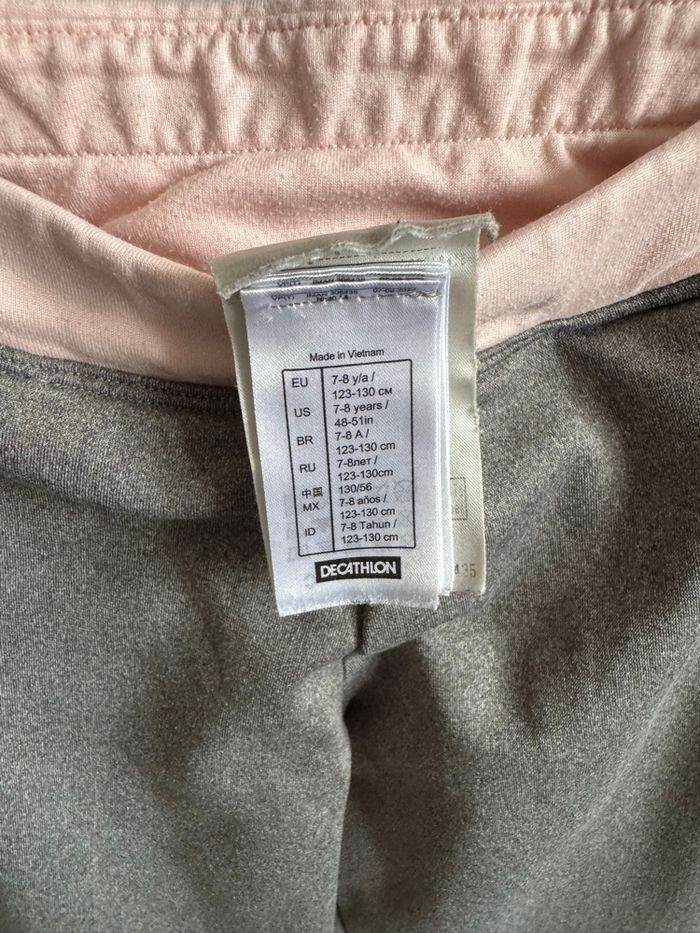 Made in Vietnam
EU 7-8 y/a /
123-130 см
US 7-8 years /
48-51in
BR 7-8 A /
123-130 cm
RU 7-8лет /
123-130cm
中国 130/56
MX 7-8 años /
123-130 cm
ID 7-8 Tahun /
123-130 cm
DECATHLON